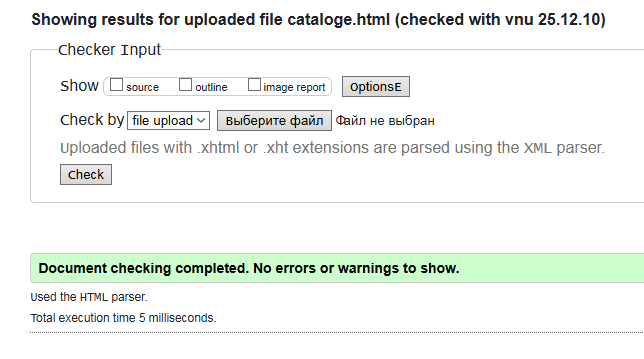 Showing results for uploaded file cataloge.html (checked with vnu 25.12.10)
Checker Input
Show source outline image report OptionsE
Check by file upload Выберите файл Файл не выбран
Uploaded files with .xhtml or .xht extensions are parsed using the XML parser.
Check
Document checking completed. No errors or warnings to show.
Used the HTML parser.
Total execution time 5 milliseconds.